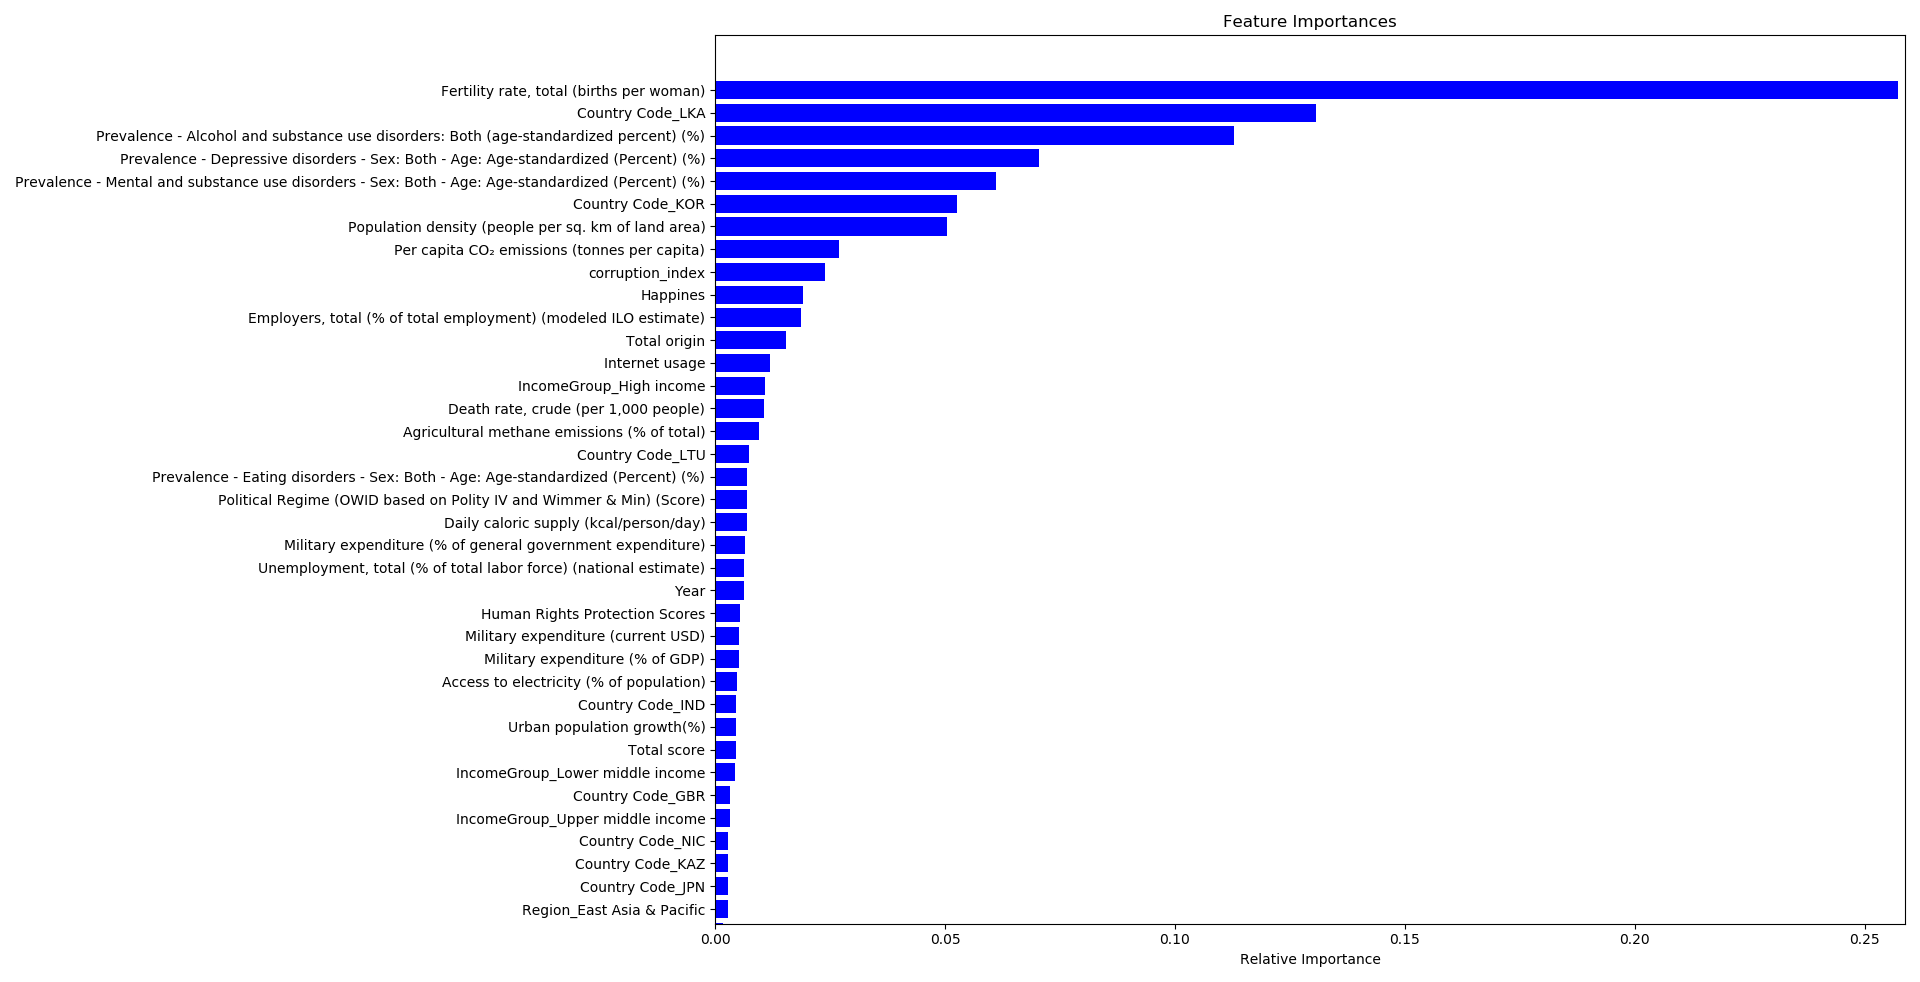 Feature Importances
Fertility rate, total (births per woman)
Country Code_LKA
Prevalence - Alcohol and substance use disorders: Both (age-standardized percent) (%)
Prevalence - Depressive disorders - Sex: Both - Age: Age-standardized (Percent) (%)
Prevalence - Mental and substance use disorders - Sex: Both - Age: Age-standardized (Percent) (%)
Country Code_KOR
Population density (people per sq. km of land area)
Per capita CO₂ emissions (tonnes per capita)
corruption_index
Happines
Employers, total (% of total employment) (modeled ILO estimate)
Total origin
Internet usage
IncomeGroup_High income
Death rate, crude (per 1,000 people)
Agricultural methane emissions (% of total)
Country Code_LTU
Prevalence - Eating disorders - Sex: Both - Age: Age-standardized (Percent) (%)
Political Regime (OWID based on Polity IV and Wimmer & Min) (Score)
Daily caloric supply (kcal/person/day)
Military expenditure (% of general government expenditure)
Unemployment, total (% of total labor force) (national estimate)
Year
Human Rights Protection Scores
Military expenditure (current USD)
Military expenditure (% of GDP)
Access to electricity (% of population)
Country Code_IND
Urban population growth(%)
Total score
IncomeGroup_Lower middle income
Country Code_GBR
IncomeGroup_Upper middle income
Country Code_NIC
Country Code_KAZ
Country Code_JPN
Region_East Asia & Pacific
0.00 0.05 0.10 0.15 0.20 0.25
Relative Importance